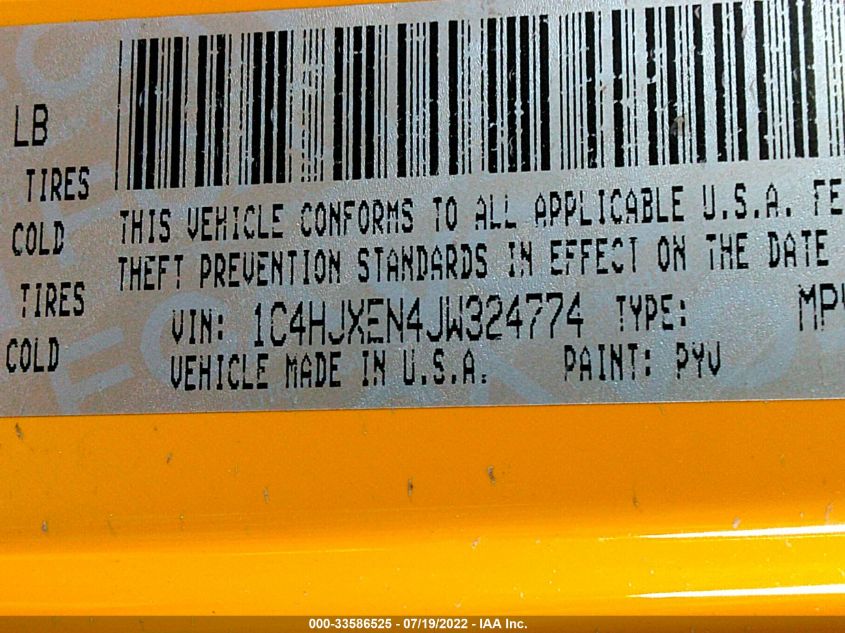 LB
TIRES
COLD
TIRES
COLD
THIS VEHICLE CONFORMS TO ALL APPLICABLE U.S.A. FE
THEFT PREVENTION STANDARDS IN EFFECT ON THE DATE
VIN: 1C4HJXEN4JW324774 TYPE: MPV
VEHICLE MADE IN U.S.A. PAINT: PYV
000-33586525 - 07/19/2022 - IAA Inc.